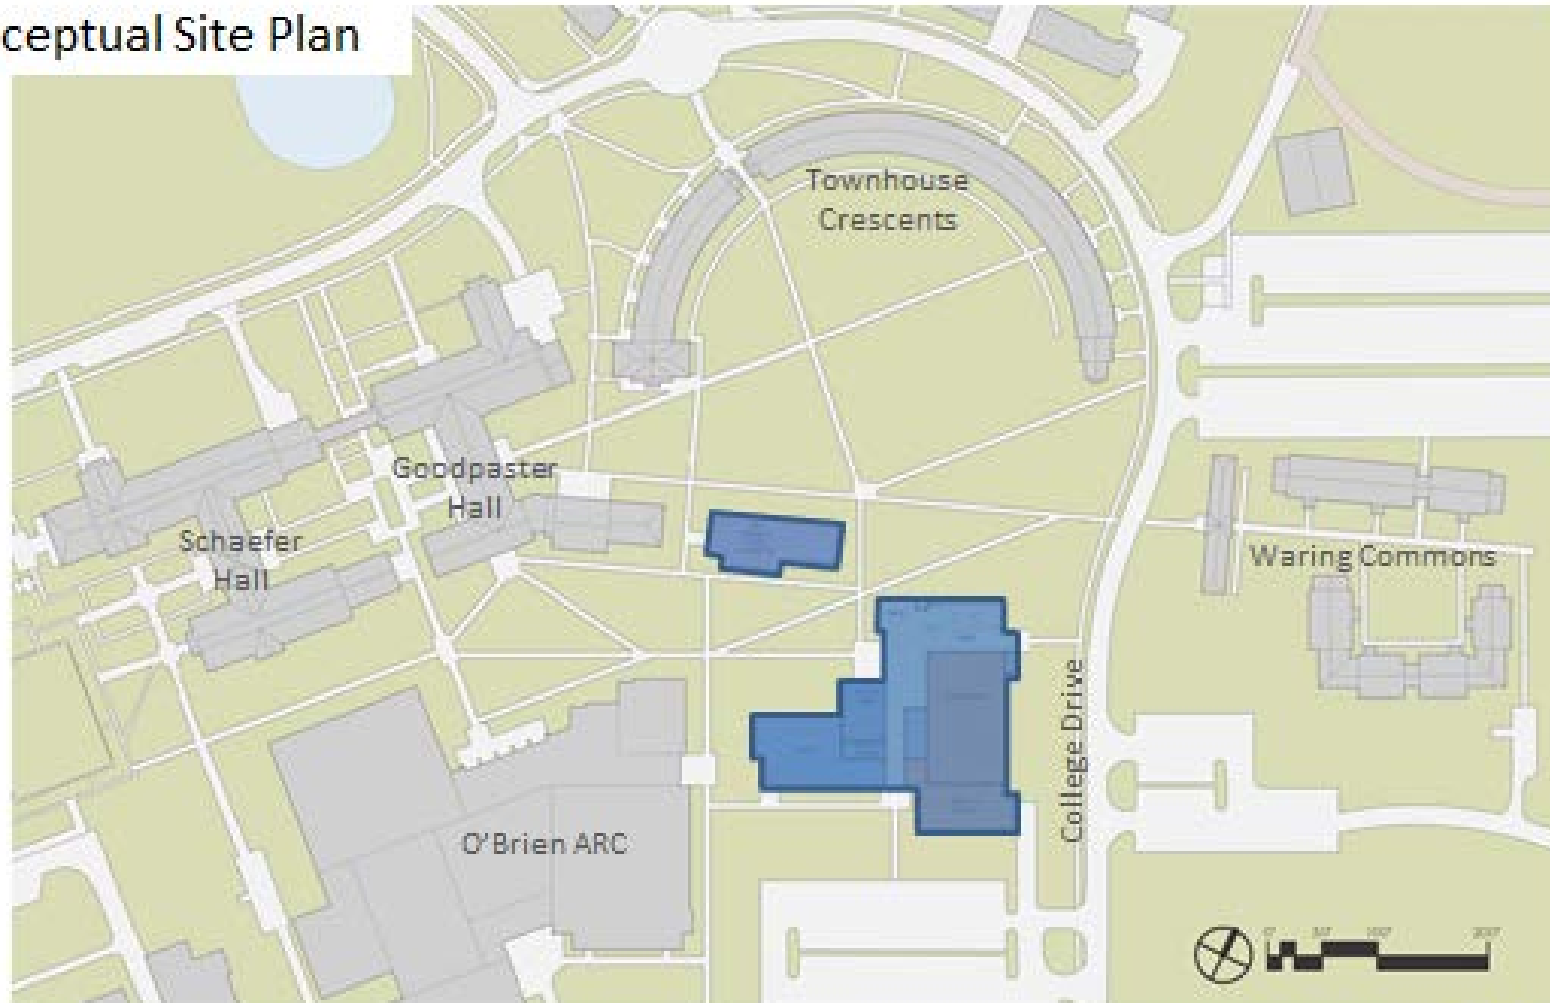 ceptual Site Plan
Townhouse
Crescents
Goodpaster
Hall
Schaefer
Hall
Waring Commons
College Drive
O'Brien ARC